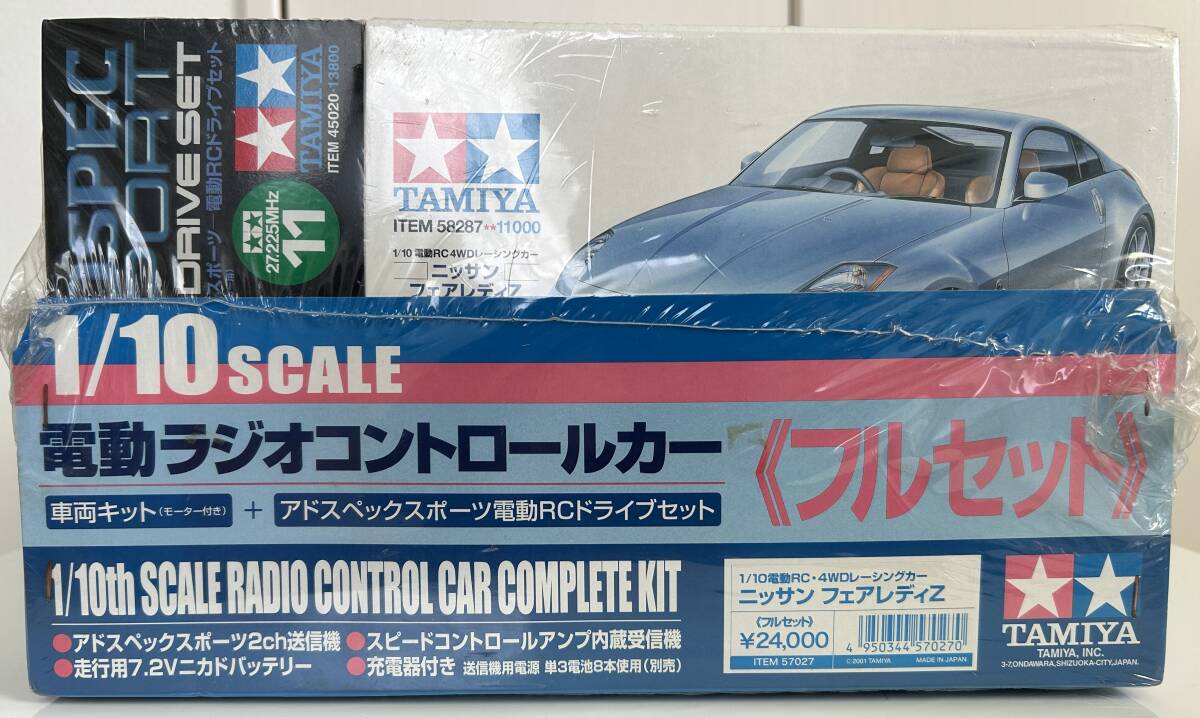 SPEC
ORT
DRIVE SET
スポーツ 電動RCドライブセット
TAMIYA
ITEM 45020・13800
27.225MHz
11
TAMIYA
ITEM 58287★★11000
1/10 電動RC4WDレーシングカー
ニッサン
フェアレディZ
1/10 SCALE
電動ラジオコントロールカー
《フルセット》
車両キット(モーター付き) + アドスペックスポーツ電動RCドライブセット
1/10th SCALE RADIO CONTROL CAR COMPLETE KIT
●アドスペックスポーツ2ch送信機 ●スピードコントロールアンプ内蔵受信機
●走行用7.2Vニカドバッテリー ●充電器付き 送信機用電源 単3電池8本使用(別売)
1/10電動RC・4WDレーシングカー
ニッサン フェアレディZ
《フルセット》
¥24,000
ITEM 57027
4 950344 570270
© 2001 TAMIYA MADE IN JAPAN
TAMIYA
TAMIYA, INC.
3-7,ONDAWARA,SHIZUOKA-CITY,JAPAN.